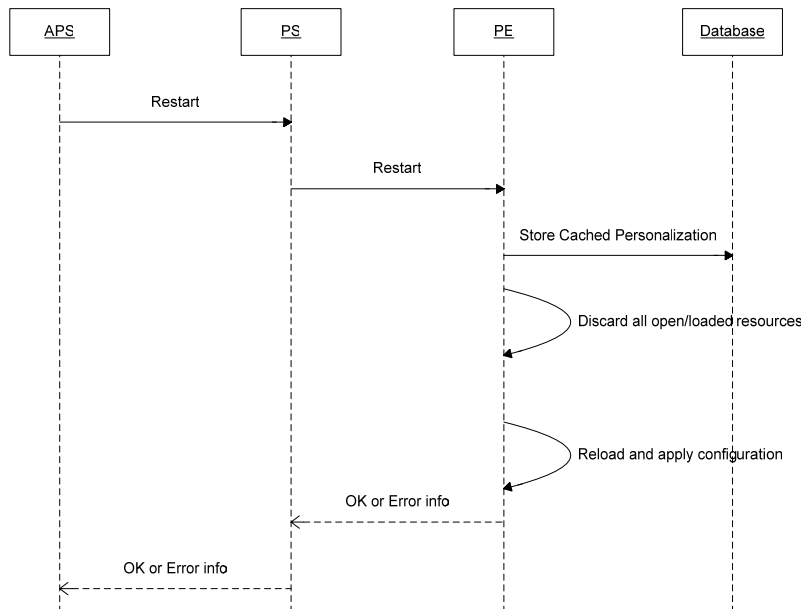 APS
PS
PE
Database
Restart
Restart
Store Cached Personalization
Discard all open/loaded resources
Reload and apply configuration
OK or Error info
OK or Error info